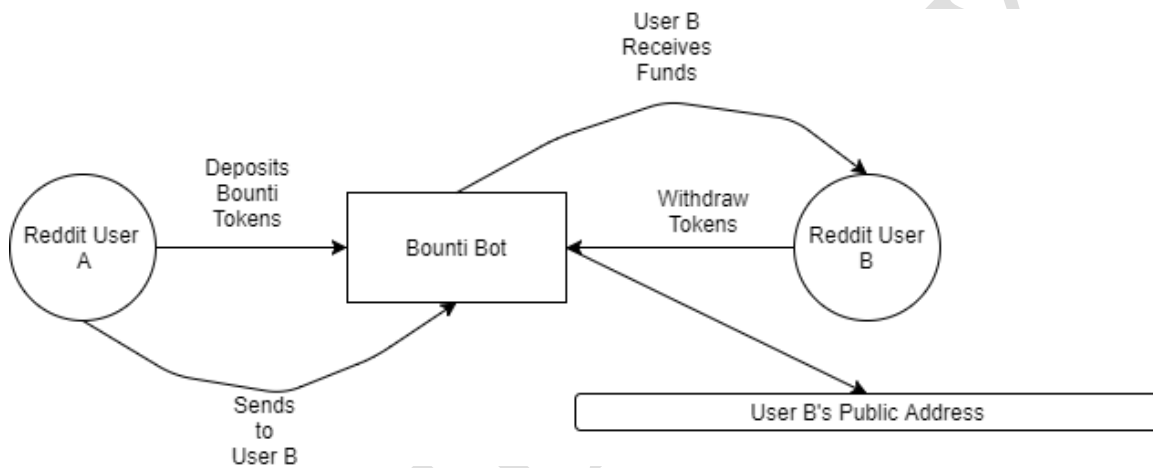 User B
Receives
Funds
Deposits
Bounti
Tokens
Withdraw
Tokens
Reddit User
A
Bounti Bot
Reddit User
B
Sends
to
User B
User B's Public Address